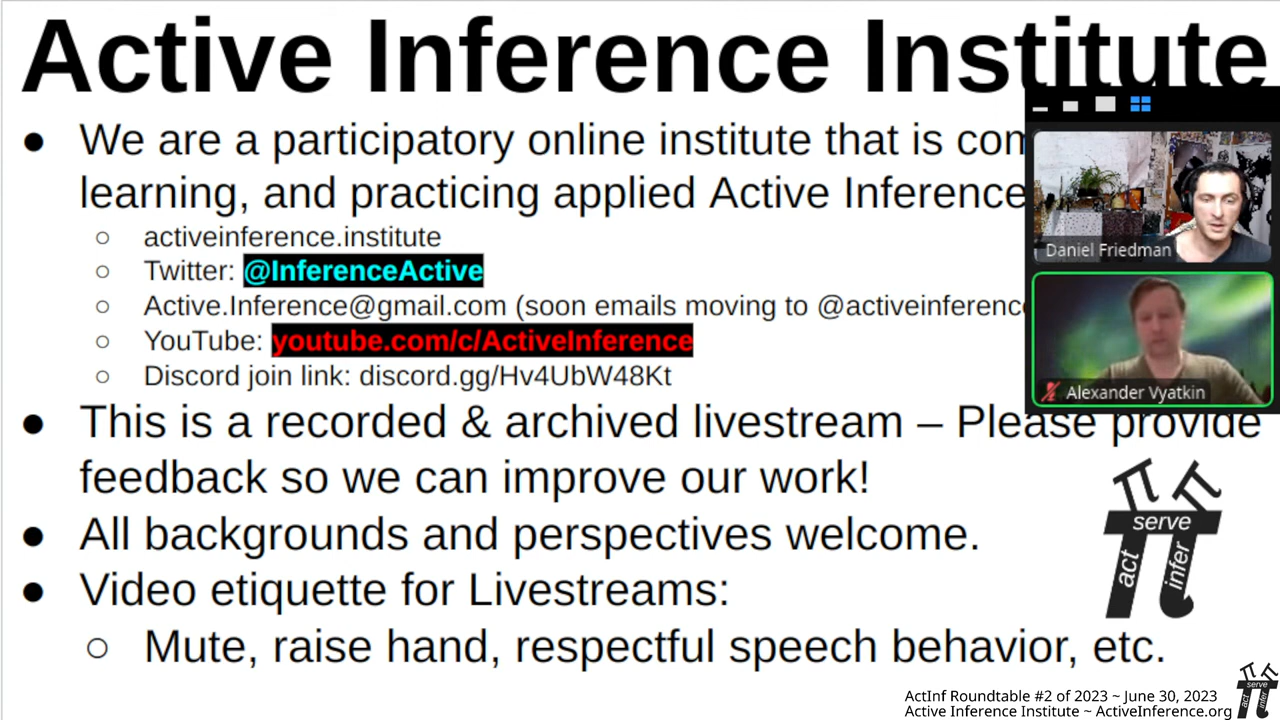 Active Inference Institute
● We are a participatory online institute that is com
learning, and practicing applied Active Inference
○ activeinference.institute
○ Twitter: @InferenceActive
○ Active.Inference@gmail.com (soon emails moving to @activeinference
○ YouTube: youtube.com/c/ActiveInference
○ Discord join link: discord.gg/Hv4UbW48Kt
Daniel Friedman
Alexander Vyatkin
● This is a recorded & archived livestream – Please provide
feedback so we can improve our work!
● All backgrounds and perspectives welcome.
● Video etiquette for Livestreams:
○ Mute, raise hand, respectful speech behavior, etc.
π π
serve
act infer
ActInf Roundtable #2 of 2023 ~ June 30, 2023
Active Inference Institute ~ ActiveInference.org
π π
serve
act infer